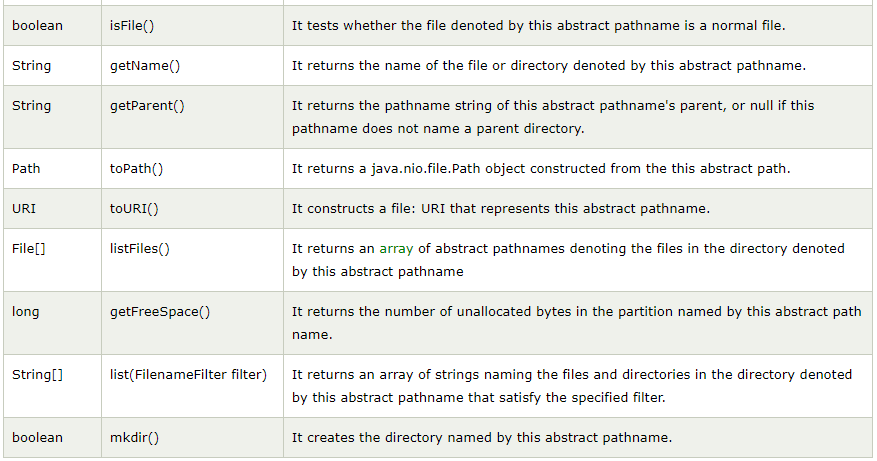 boolean isFile() It tests whether the file denoted by this abstract pathname is a normal file.
String getName() It returns the name of the file or directory denoted by this abstract pathname.
String getParent() It returns the pathname string of this abstract pathname's parent, or null if this
pathname does not name a parent directory.
Path toPath() It returns a java.nio.file.Path object constructed from the this abstract path.
URI toURI() It constructs a file: URI that represents this abstract pathname.
File[] listFiles() It returns an array of abstract pathnames denoting the files in the directory denoted
by this abstract pathname
long getFreeSpace() It returns the number of unallocated bytes in the partition named by this abstract path
name.
String[] list(FilenameFilter filter) It returns an array of strings naming the files and directories in the directory denoted
by this abstract pathname that satisfy the specified filter.
boolean mkdir() It creates the directory named by this abstract pathname.